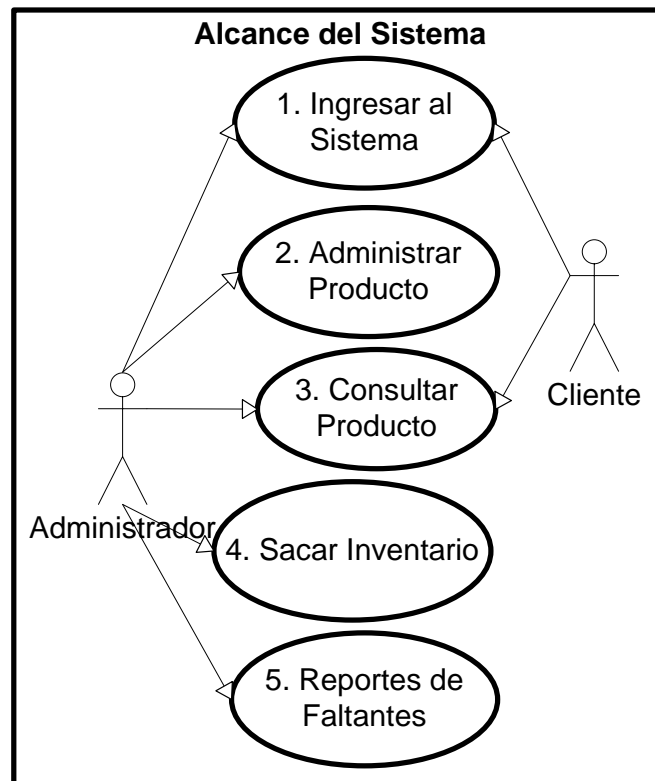 Alcance del Sistema
1. Ingresar al
Sistema
2. Administrar
Producto
3. Consultar
Producto
Cliente
Administrador
4. Sacar Inventario
5. Reportes de
Faltantes